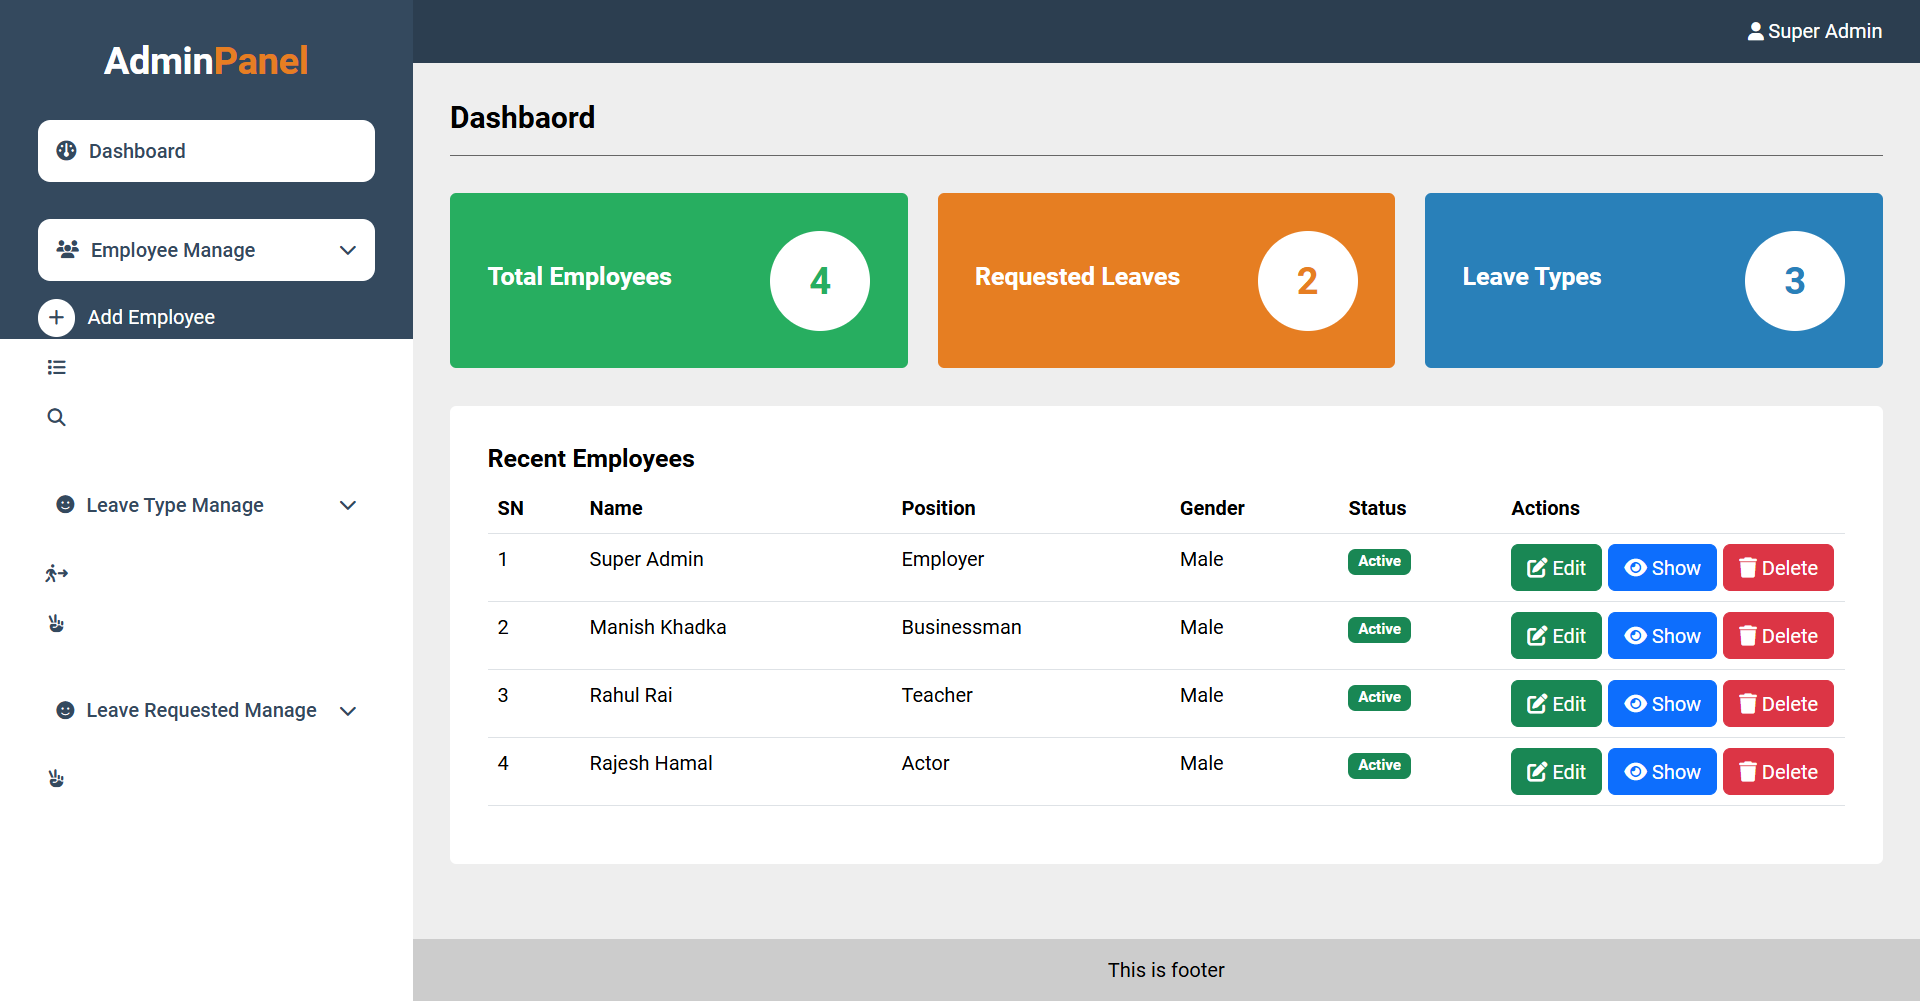 AdminPanel
Super Admin
Dashboard
Employee Manage
Add Employee
Leave Type Manage
Leave Requested Manage
Dashbaord
Total Employees 4
Requested Leaves 2
Leave Types 3
Recent Employees
SN Name Position Gender Status Actions
1 Super Admin Employer Male Active Edit Show Delete
2 Manish Khadka Businessman Male Active Edit Show Delete
3 Rahul Rai Teacher Male Active Edit Show Delete
4 Rajesh Hamal Actor Male Active Edit Show Delete
This is footer